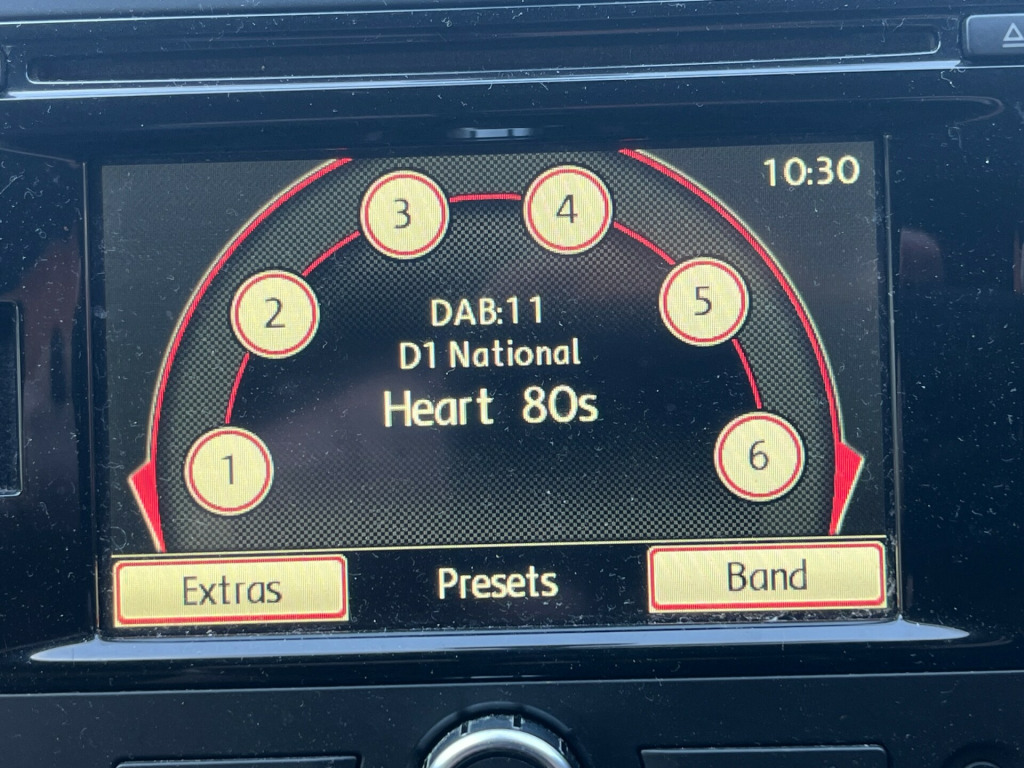 10:30
3
4
2
5
DAB:11
D1 National
Heart 80s
1
6
Extras
Presets
Band